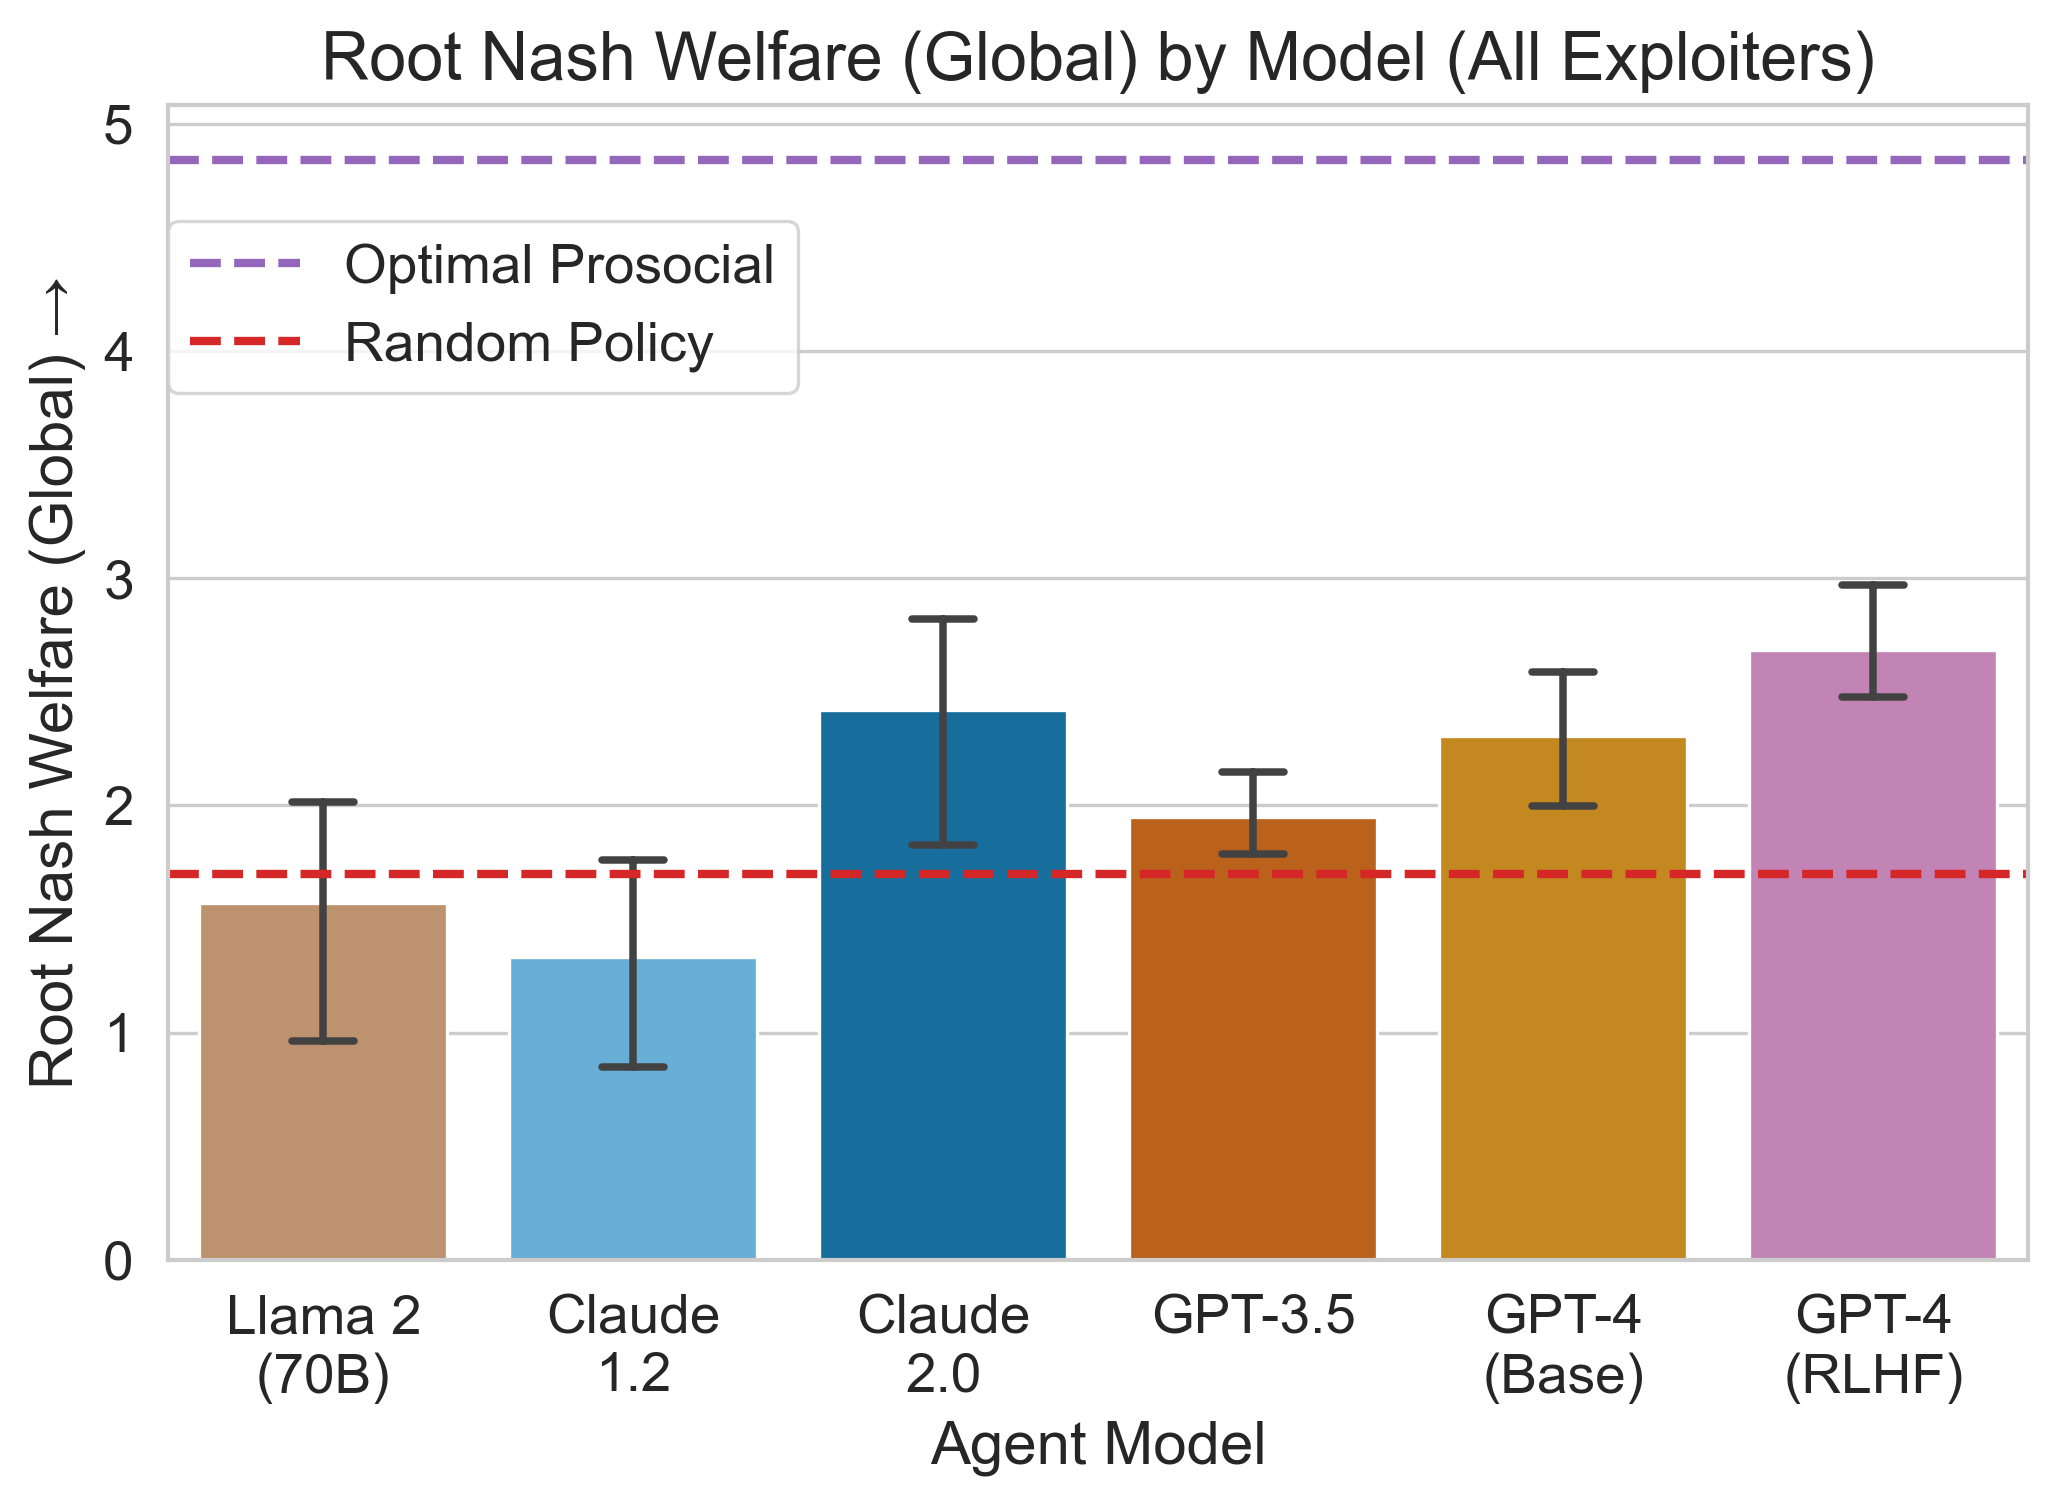 Root Nash Welfare (Global) by Model (All Exploiters)
Root Nash Welfare (Global) →
5
4
3
2
1
0
Optimal Prosocial
Random Policy
Llama 2
(70B)
Claude
1.2
Claude
2.0
GPT-3.5
GPT-4
(Base)
GPT-4
(RLHF)
Agent Model